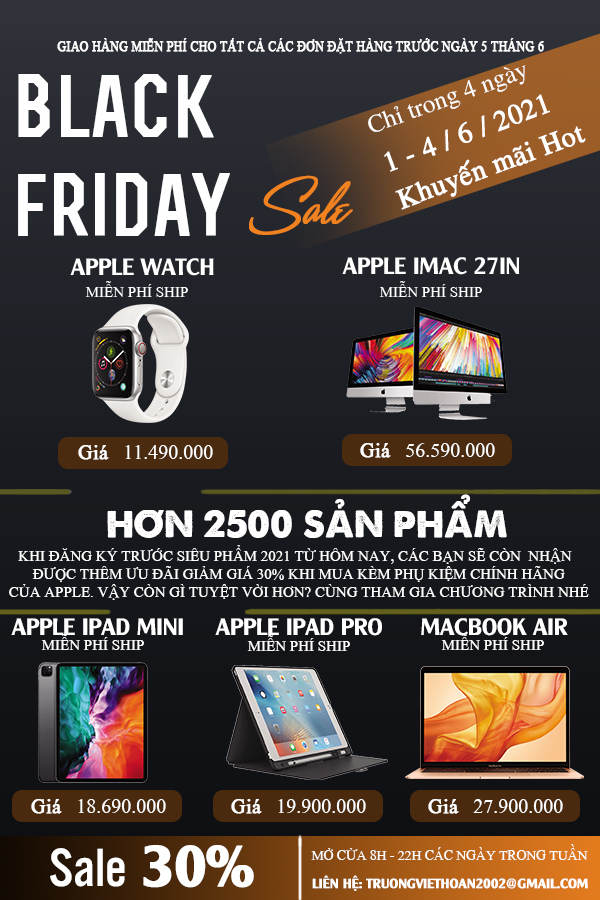 GIAO HÀNG MIỄN PHÍ CHO TẤT CẢ CÁC ĐƠN ĐẶT HÀNG TRƯỚC NGÀY 5 THÁNG 6
BLACK
FRIDAY
Sale
Chỉ trong 4 ngày
1 - 4 / 6 / 2021
Khuyến mãi Hot
APPLE WATCH
MIỄN PHÍ SHIP
Giá 11.490.000
APPLE IMAC 27IN
MIỄN PHÍ SHIP
Giá 56.590.000
HƠN 2500 SẢN PHẨM
KHI ĐĂNG KÝ TRƯỚC SIÊU PHẨM 2021 TỪ HÔM NAY, CÁC BẠN SẼ CÒN NHẬN
ĐƯỢC THÊM ƯU ĐÃI GIẢM GIÁ 30% KHI MUA KÈM PHỤ KIỆM CHÍNH HÃNG
CỦA APPLE. VẬY CÒN GÌ TUYỆT VỜI HƠN? CÙNG THAM GIA CHƯƠNG TRÌNH NHÉ
APPLE IPAD MINI
MIỄN PHÍ SHIP
Giá 18.690.000
APPLE IPAD PRO
MIỄN PHÍ SHIP
Giá 19.900.000
MACBOOK AIR
MIỄN PHÍ SHIP
Giá 27.900.000
Sale 30%
MỞ CỬA 8H - 22H CÁC NGÀY TRONG TUẦN
LIÊN HỆ: TRUONGVIETHOAN2002@GMAIL.COM